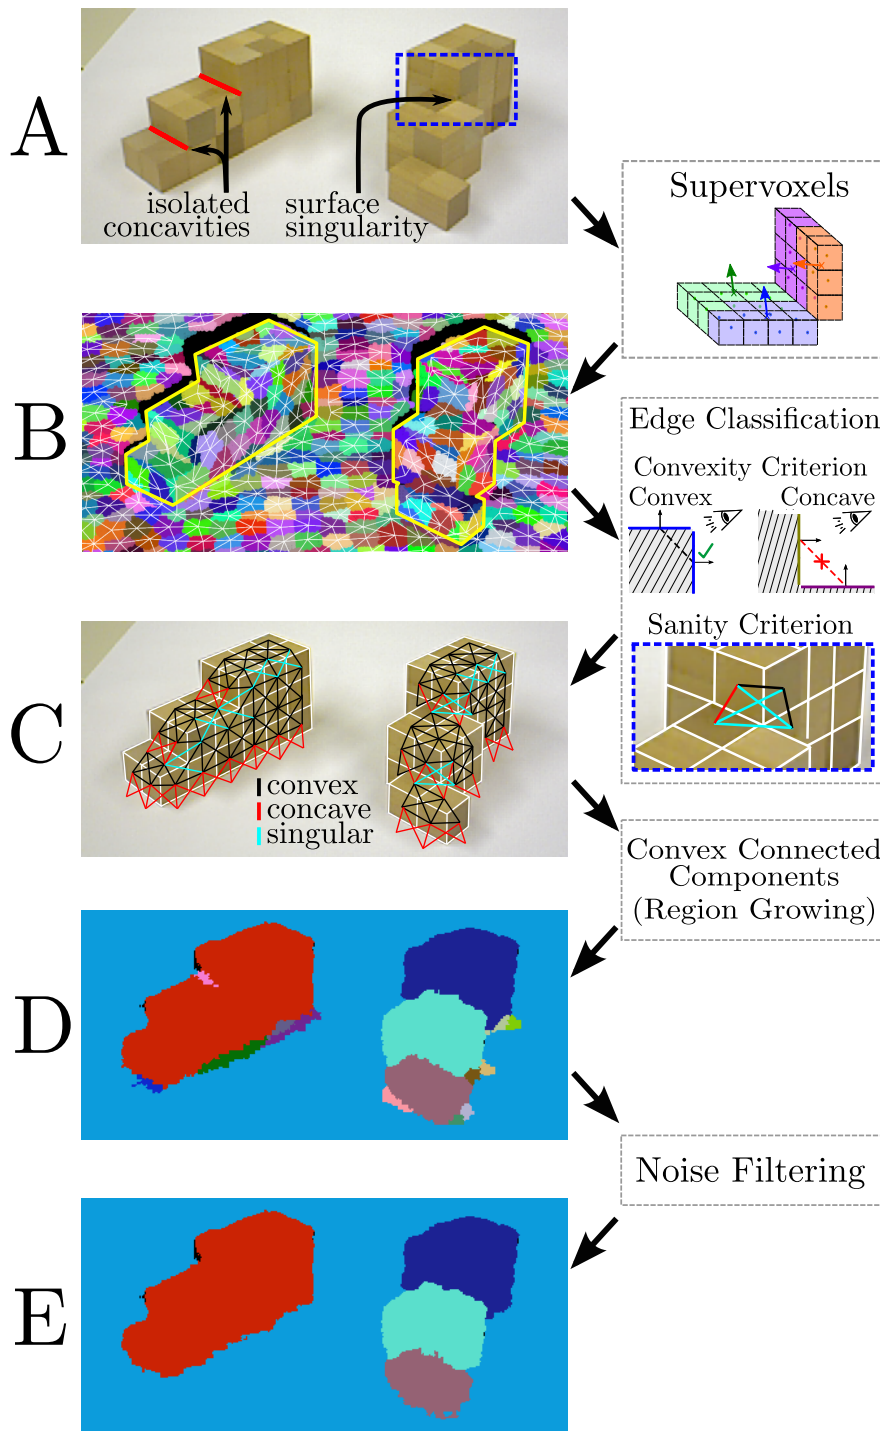 A
isolated
concavities
surface
singularity
Supervoxels
B
Edge Classification
Convexity Criterion
Convex
Concave
Sanity Criterion
C
convex
concave
singular
Convex Connected
Components
(Region Growing)
D
Noise Filtering
E